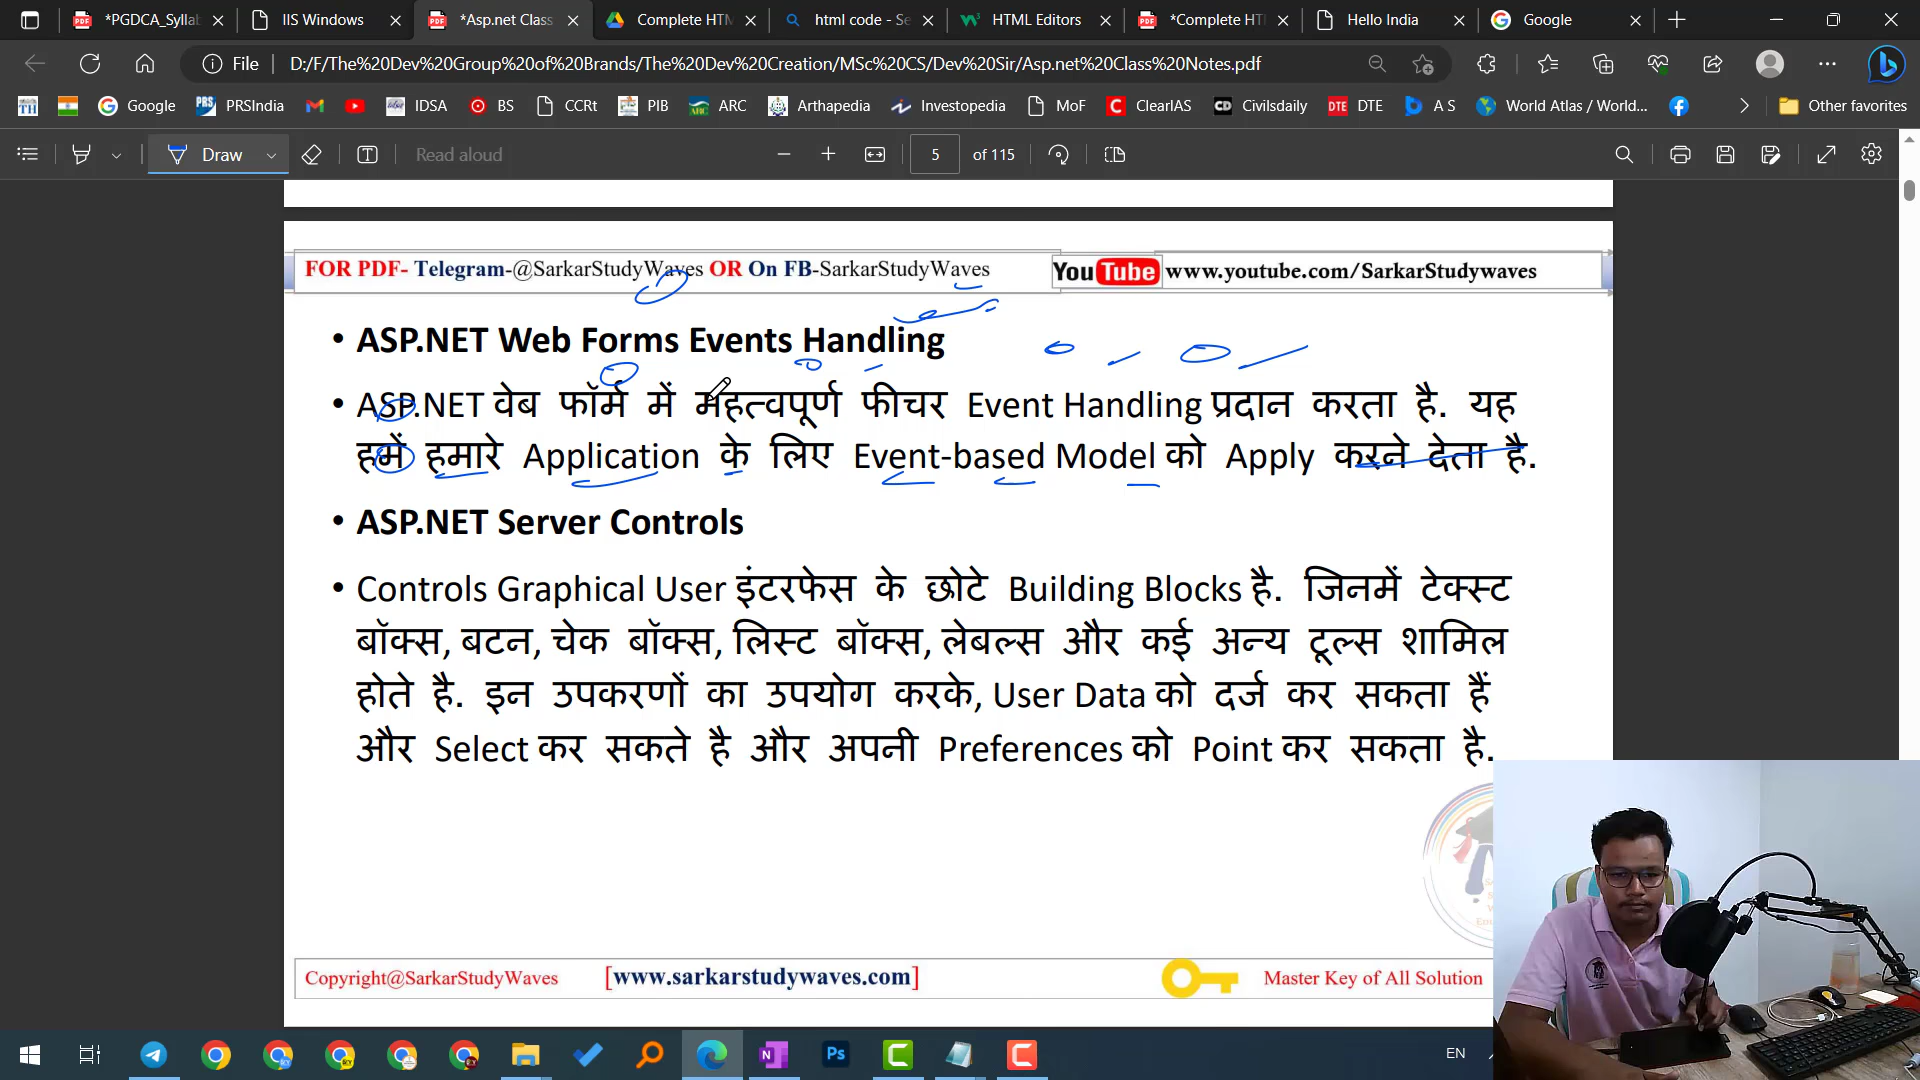 *PGDCA_Syllab
IIS Windows
*Asp.net Class
Complete HTM
html code - Se
HTML Editors
*Complete HTM
Hello India
Google
File
D:/F/The%20Dev%20Group%20of%20Brands/The%20Dev%20Creation/MSc%20CS/Dev%20Sir/Asp.net%20Class%20Notes.pdf
Google
PRSIndia
IDSA
BS
CCRt
PIB
ARC
Arthapedia
Investopedia
MoF
ClearIAS
Civilsdaily
DTE
A S
World Atlas / World...
Other favorites
Draw
Read aloud
5
of 115
FOR PDF- Telegram-@SarkarStudyWaves OR On FB-SarkarStudyWaves
YouTube www.youtube.com/SarkarStudywaves
• ASP.NET Web Forms Events Handling
• ASP.NET वेब फॉर्म में महत्वपूर्ण फीचर Event Handling प्रदान करता है. यह
हमें हमारे Application के लिए Event-based Model को Apply करने देता है.
• ASP.NET Server Controls
• Controls Graphical User इंटरफेस के छोटे Building Blocks है. जिनमें टेक्स्ट
बॉक्स, बटन, चेक बॉक्स, लिस्ट बॉक्स, लेबल्स और कई अन्य टूल्स शामिल
होते है. इन उपकरणों का उपयोग करके, User Data को दर्ज कर सकता हैं
और Select कर सकते है और अपनी Preferences को Point कर सकता है.
Copyright@SarkarStudyWaves
[www.sarkarstudywaves.com]
Master Key of All Solution
EN